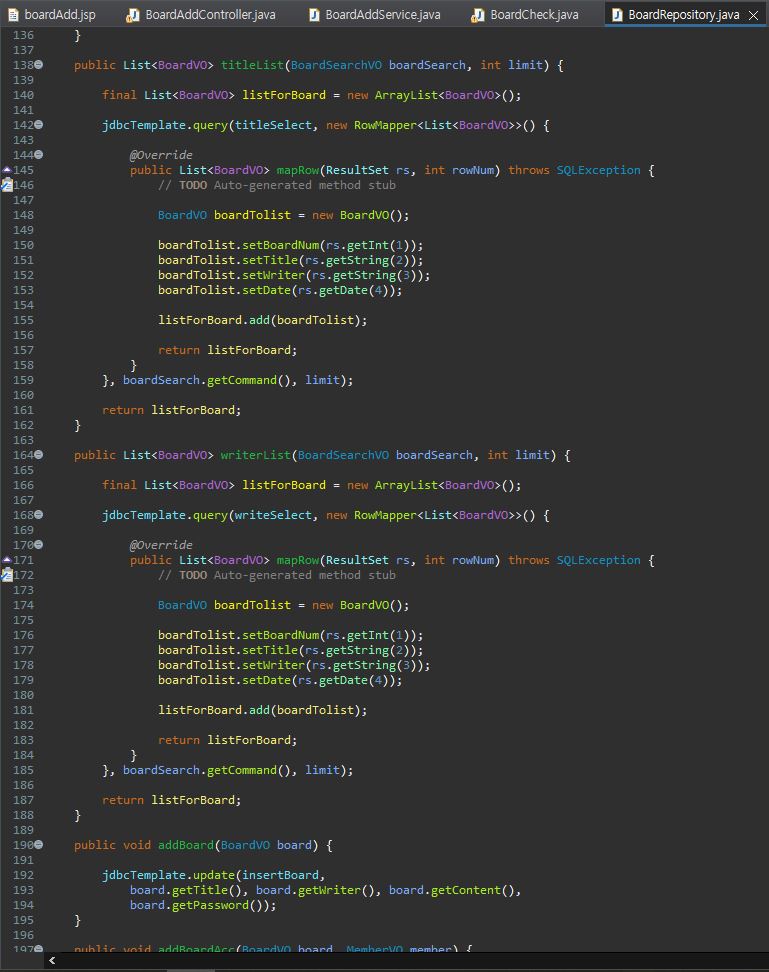 boardAdd.jsp BoardAddController.java BoardAddService.java BoardCheck.java BoardRepository.java
136 }
137
138 public List<BoardVO> titleList(BoardSearchVO boardSearch, int limit) {
139
140 final List<BoardVO> listForBoard = new ArrayList<BoardVO>();
141
142 jdbcTemplate.query(titleSelect, new RowMapper<List<BoardVO>>() {
143
144 @Override
145 public List<BoardVO> mapRow(ResultSet rs, int rowNum) throws SQLException {
146 // TODO Auto-generated method stub
147
148 BoardVO boardTolist = new BoardVO();
149
150 boardTolist.setBoardNum(rs.getInt(1));
151 boardTolist.setTitle(rs.getString(2));
152 boardTolist.setWriter(rs.getString(3));
153 boardTolist.setDate(rs.getDate(4));
154
155 listForBoard.add(boardTolist);
156
157 return listForBoard;
158 }
159 }, boardSearch.getCommand(), limit);
160
161 return listForBoard;
162 }
163
164 public List<BoardVO> writerList(BoardSearchVO boardSearch, int limit) {
165
166 final List<BoardVO> listForBoard = new ArrayList<BoardVO>();
167
168 jdbcTemplate.query(writeSelect, new RowMapper<List<BoardVO>>() {
169
170 @Override
171 public List<BoardVO> mapRow(ResultSet rs, int rowNum) throws SQLException {
172 // TODO Auto-generated method stub
173
174 BoardVO boardTolist = new BoardVO();
175
176 boardTolist.setBoardNum(rs.getInt(1));
177 boardTolist.setTitle(rs.getString(2));
178 boardTolist.setWriter(rs.getString(3));
179 boardTolist.setDate(rs.getDate(4));
180
181 listForBoard.add(boardTolist);
182
183 return listForBoard;
184 }
185 }, boardSearch.getCommand(), limit);
186
187 return listForBoard;
188 }
189
190 public void addBoard(BoardVO board) {
191
192 jdbcTemplate.update(insertBoard,
193 board.getTitle(), board.getWriter(), board.getContent(),
194 board.getPassword());
195 }
196
197 public void addBoardAcc(BoardVO board, MemberVO member) {